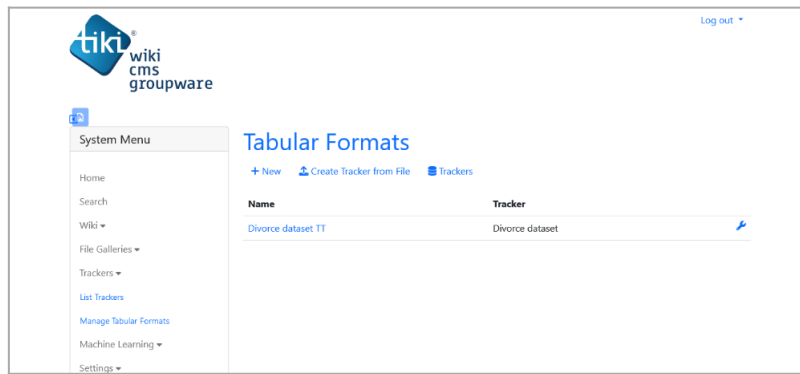 Log out
tiki®
wiki
cms
groupware
System Menu
Home
Search
Wiki
File Galleries
Trackers
List Trackers
Manage Tabular Formats
Machine Learning
Settings
Tabular Formats
+ New Create Tracker from File Trackers
Name Tracker
Divorce dataset TT Divorce dataset